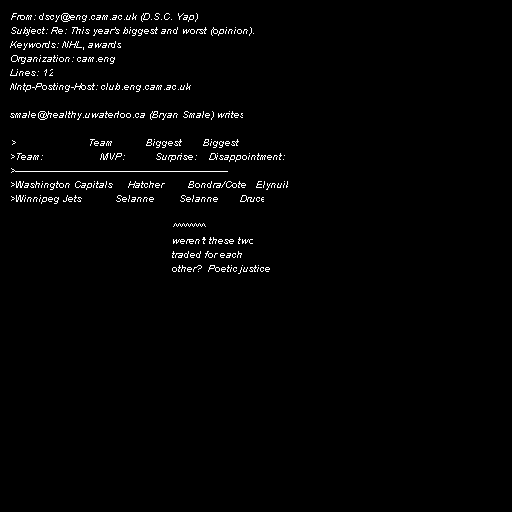 From: dscy@eng.cam.ac.uk (D.S.C. Yap)
Subject: Re: This year's biggest and worst (opinion).
Keywords: NHL, awards
Organization: cam.eng
Lines: 12
Nntp-Posting-Host: club.eng.cam.ac.uk
smale@healthy.uwaterloo.ca (Bryan Smale) writes
> Team Biggest Biggest
>Team: MVP: Surprise: Disappointment:
>----------------------------------------------------------------------
>Washington Capitals Hatcher Bondra/Cote Elynuik
>Winnipeg Jets Selanne Selanne Druce
^^^^^^^^
weren't these two
traded for each
other? Poetic justice